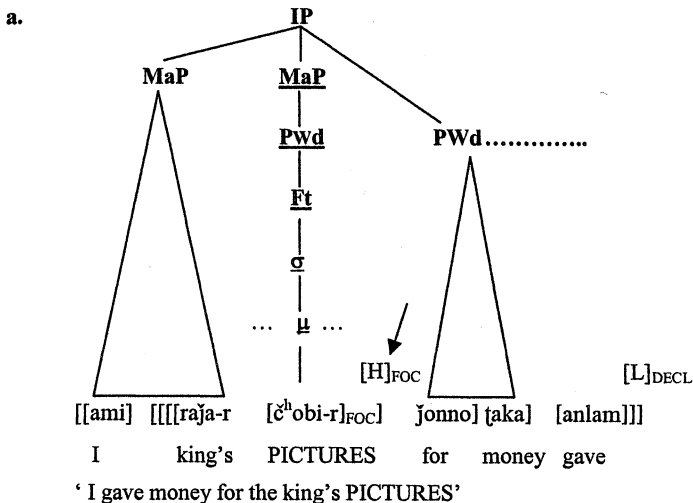 a.
IP
MaP MaP
PWd PWd..............
Ft
σ
... μ ...
[H]FOC [L]DECL
[[ami] [[[[raǰa-r [čʰobi-r]FOC] ǰonno] ṭaka] [anlam]]]
I king's PICTURES for money gave
' I gave money for the king's PICTURES'